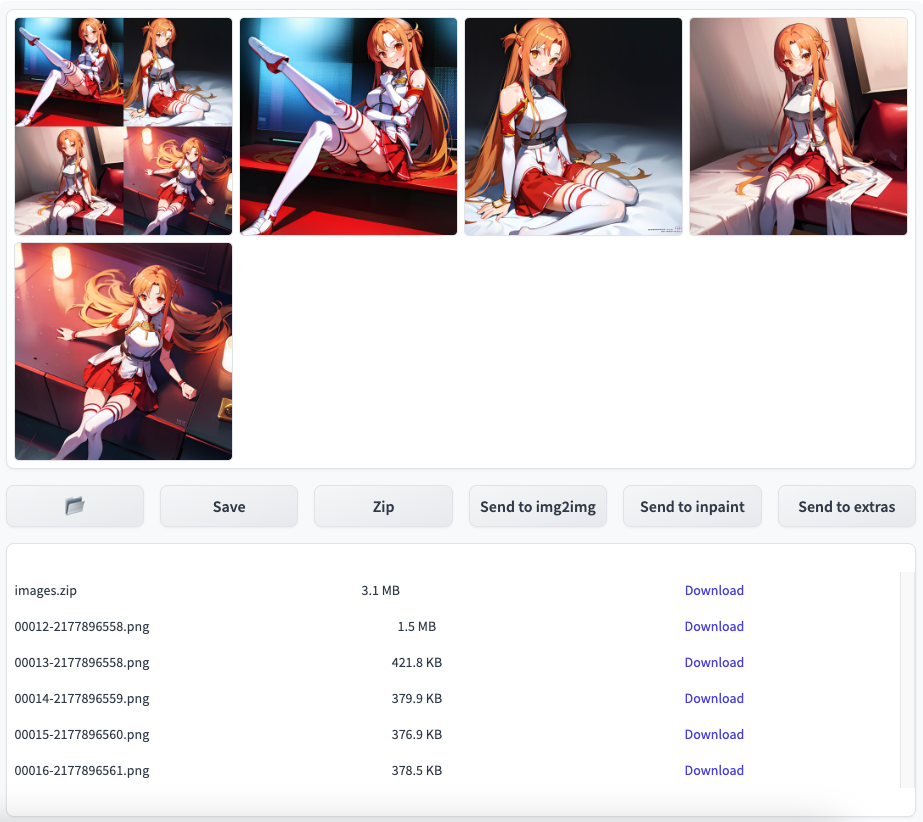 Save
Zip
Send to img2img
Send to inpaint
Send to extras
images.zip 3.1 MB Download
00012-2177896558.png 1.5 MB Download
00013-2177896558.png 421.8 KB Download
00014-2177896559.png 379.9 KB Download
00015-2177896560.png 376.9 KB Download
00016-2177896561.png 378.5 KB Download